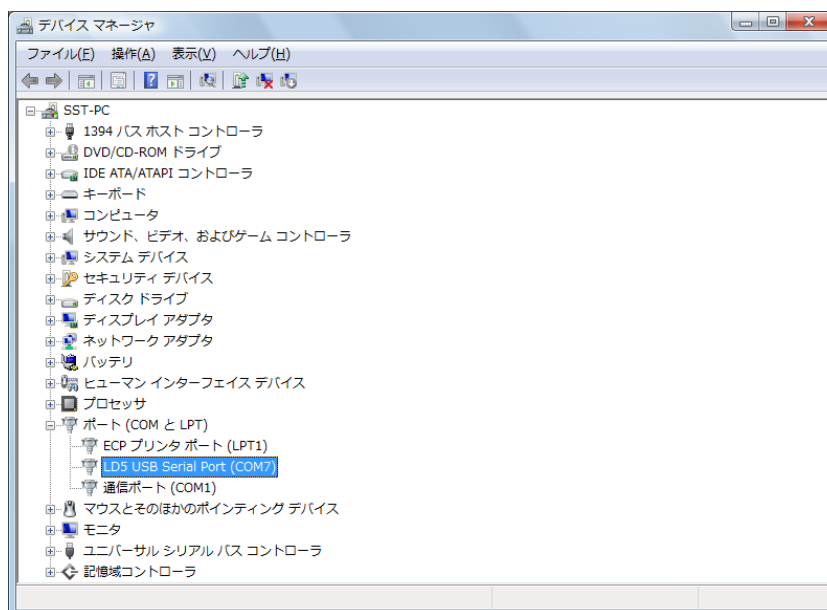 デバイス マネージャ
ファイル(F) 操作(A) 表示(V) ヘルプ(H)
SST-PC
1394 バス ホスト コントローラ
DVD/CD-ROM ドライブ
IDE ATA/ATAPI コントローラ
キーボード
コンピュータ
サウンド、ビデオ、およびゲーム コントローラ
システム デバイス
セキュリティ デバイス
ディスク ドライブ
ディスプレイ アダプタ
ネットワーク アダプタ
バッテリ
ヒューマン インターフェイス デバイス
プロセッサ
ポート (COM と LPT)
ECP プリンタ ポート (LPT1)
LD5 USB Serial Port (COM7)
通信ポート (COM1)
マウスとそのほかのポインティング デバイス
モニタ
ユニバーサル シリアル バス コントローラ
記憶域コントローラ